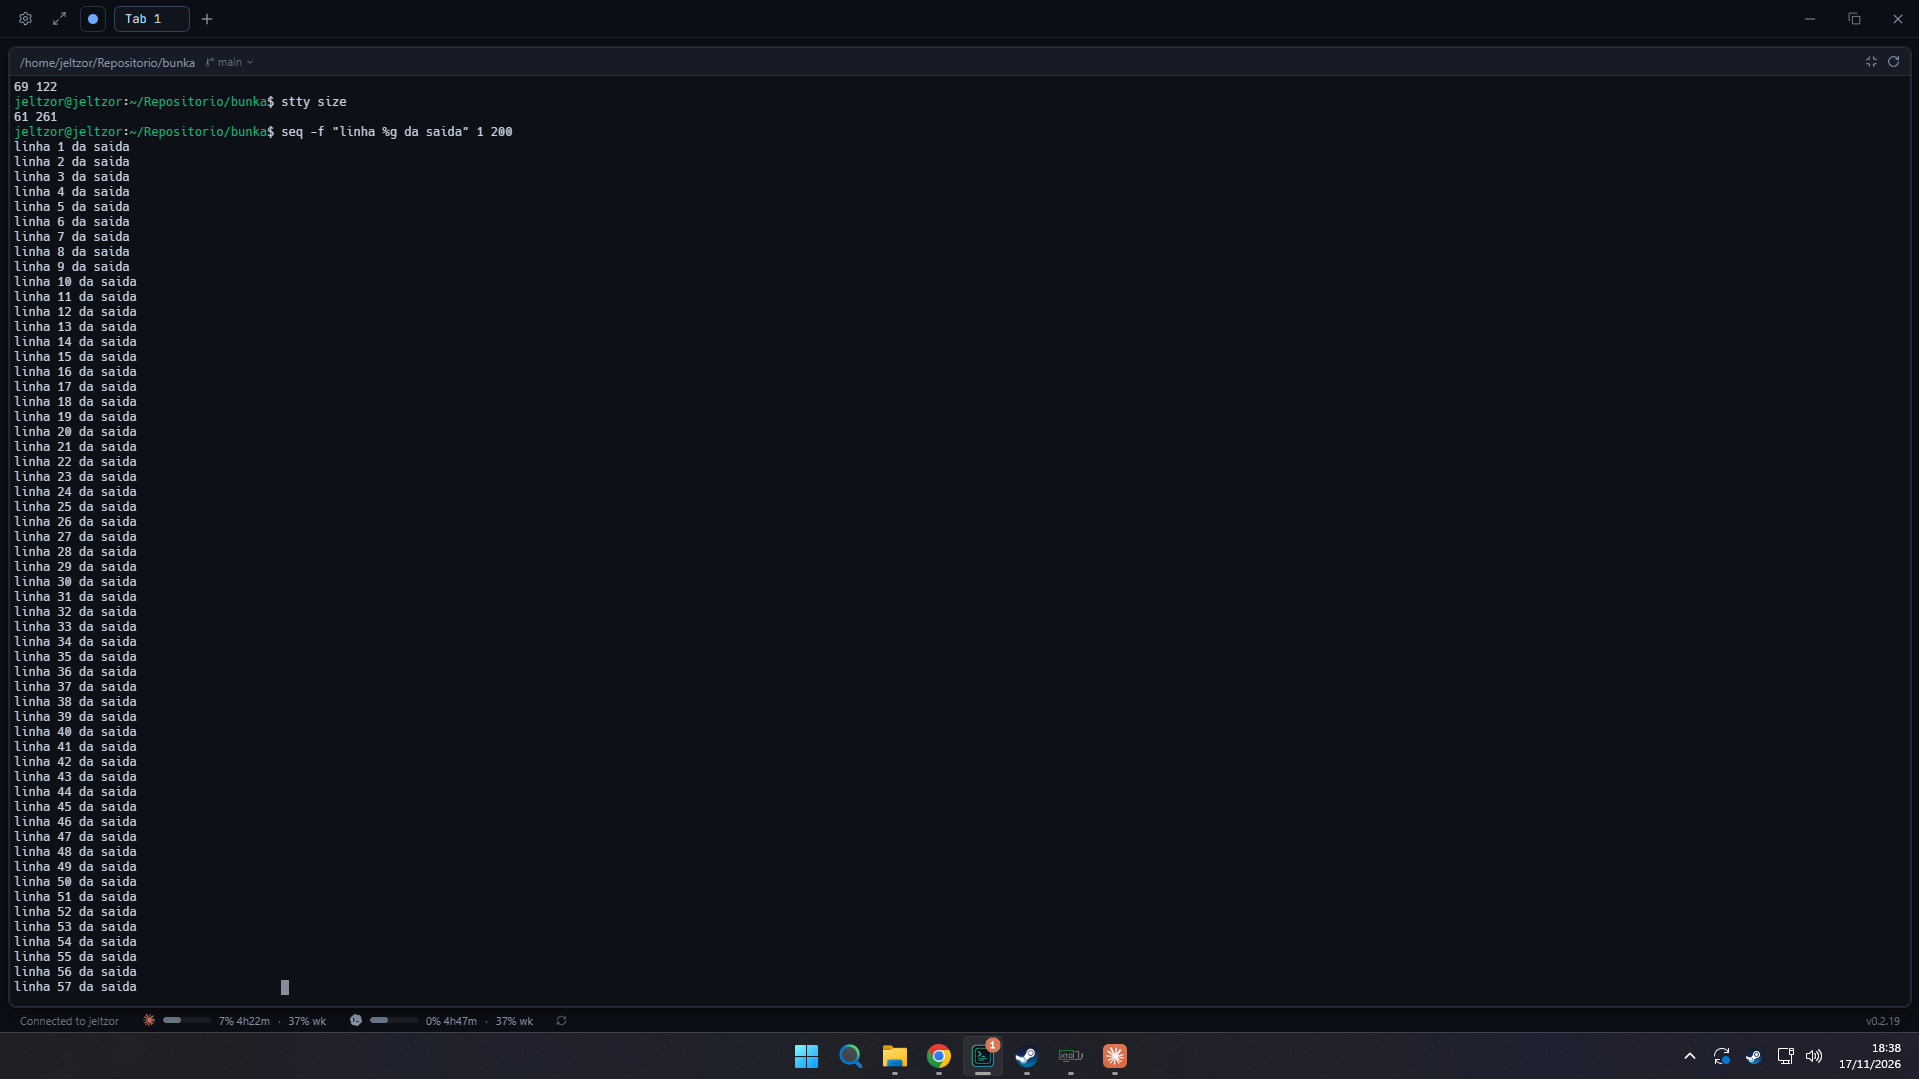 Tab 1
/home/jeltzor/Repositorio/bunka main
69 122
jeltzor@jeltzor:~/Repositorio/bunka$ stty size
61 261
jeltzor@jeltzor:~/Repositorio/bunka$ seq -f "linha %g da saida" 1 200
linha 1 da saida
linha 2 da saida
linha 3 da saida
linha 4 da saida
linha 5 da saida
linha 6 da saida
linha 7 da saida
linha 8 da saida
linha 9 da saida
linha 10 da saida
linha 11 da saida
linha 12 da saida
linha 13 da saida
linha 14 da saida
linha 15 da saida
linha 16 da saida
linha 17 da saida
linha 18 da saida
linha 19 da saida
linha 20 da saida
linha 21 da saida
linha 22 da saida
linha 23 da saida
linha 24 da saida
linha 25 da saida
linha 26 da saida
linha 27 da saida
linha 28 da saida
linha 29 da saida
linha 30 da saida
linha 31 da saida
linha 32 da saida
linha 33 da saida
linha 34 da saida
linha 35 da saida
linha 36 da saida
linha 37 da saida
linha 38 da saida
linha 39 da saida
linha 40 da saida
linha 41 da saida
linha 42 da saida
linha 43 da saida
linha 44 da saida
linha 45 da saida
linha 46 da saida
linha 47 da saida
linha 48 da saida
linha 49 da saida
linha 50 da saida
linha 51 da saida
linha 52 da saida
linha 53 da saida
linha 54 da saida
linha 55 da saida
linha 56 da saida
linha 57 da saida
Connected to jeltzor 7% 4h22m · 37% wk 0% 4h47m · 37% wk v0.2.19
1
18:38
17/11/2026